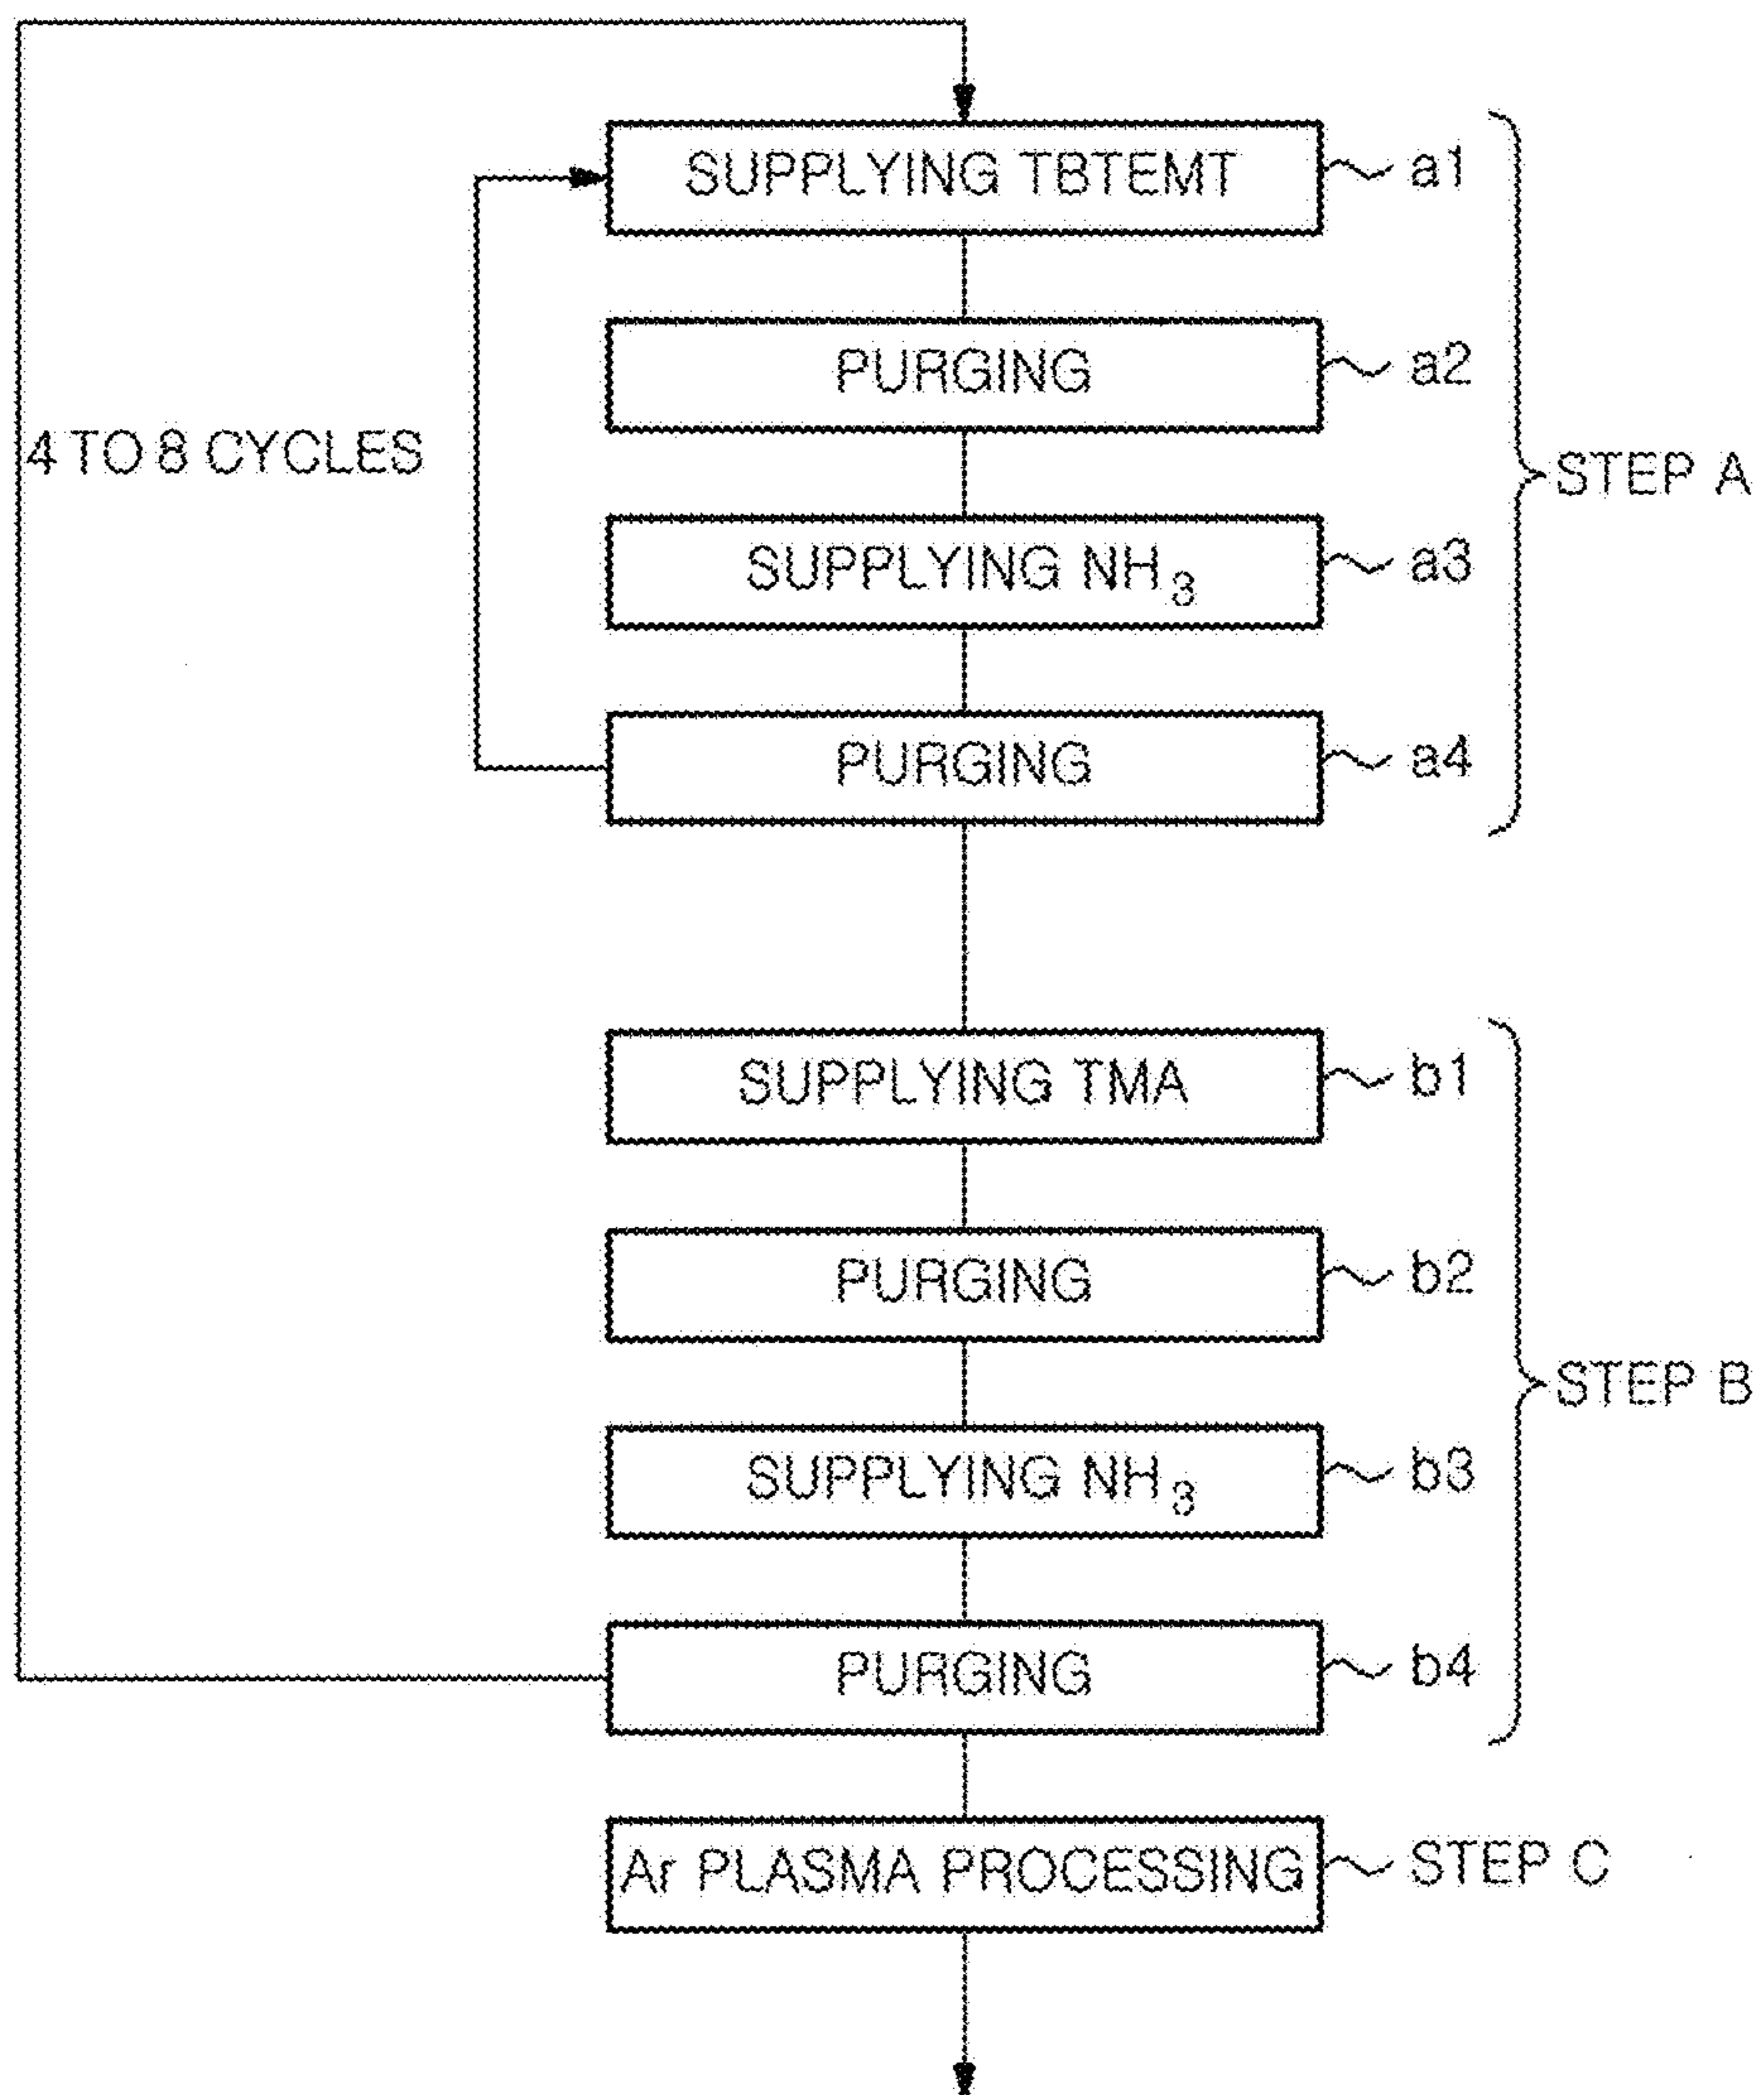 SUPPLYING TBTEMT a1
PURGING a2
4 TO 8 CYCLES
STEP A
SUPPLYING NH3 a3
PURGING a4
SUPPLYING TMA b1
PURGING b2
STEP B
SUPPLYING NH3 b3
PURGING b4
Ar PLASMA PROCESSING STEP C